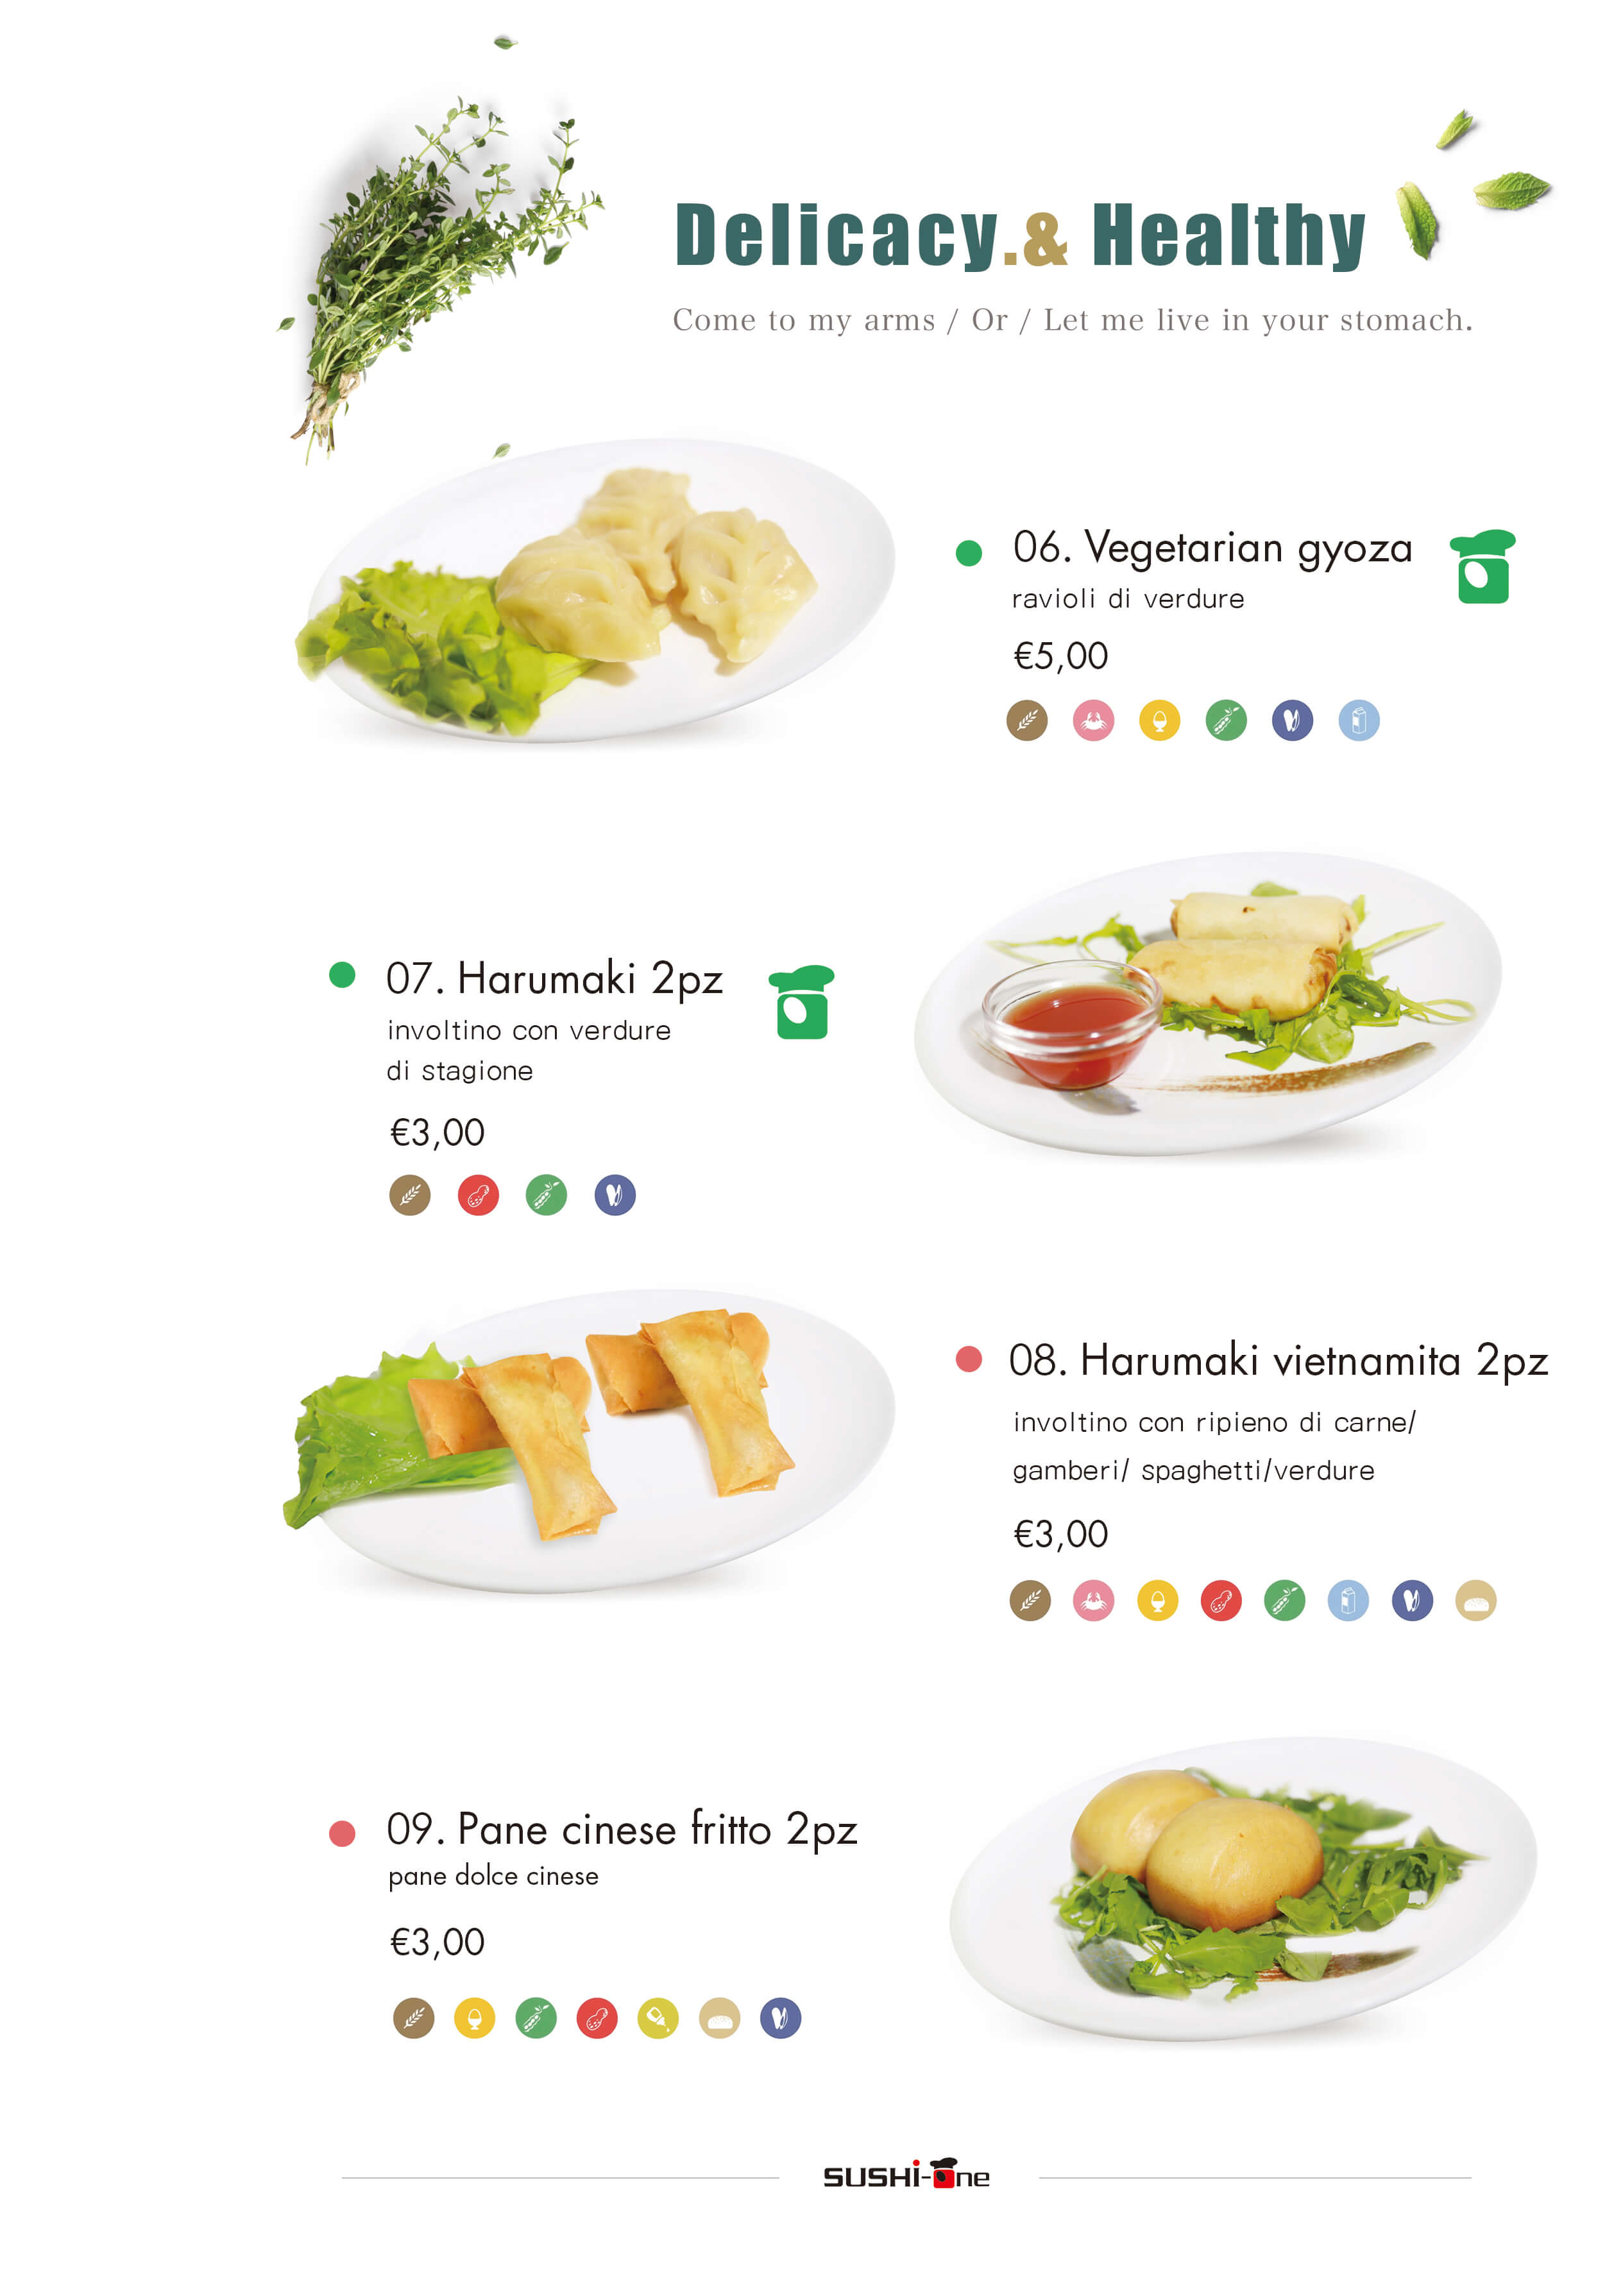 Delicacy.& Healthy
Come to my arms / Or / Let me live in your stomach.
06. Vegetarian gyoza
ravioli di verdure
€5,00
07. Harumaki 2pz
involtino con verdure
di stagione
€3,00
08. Harumaki vietnamita 2pz
involtino con ripieno di carne/
gamberi/ spaghetti/verdure
€3,00
09. Pane cinese fritto 2pz
pane dolce cinese
€3,00
SUSHi-One